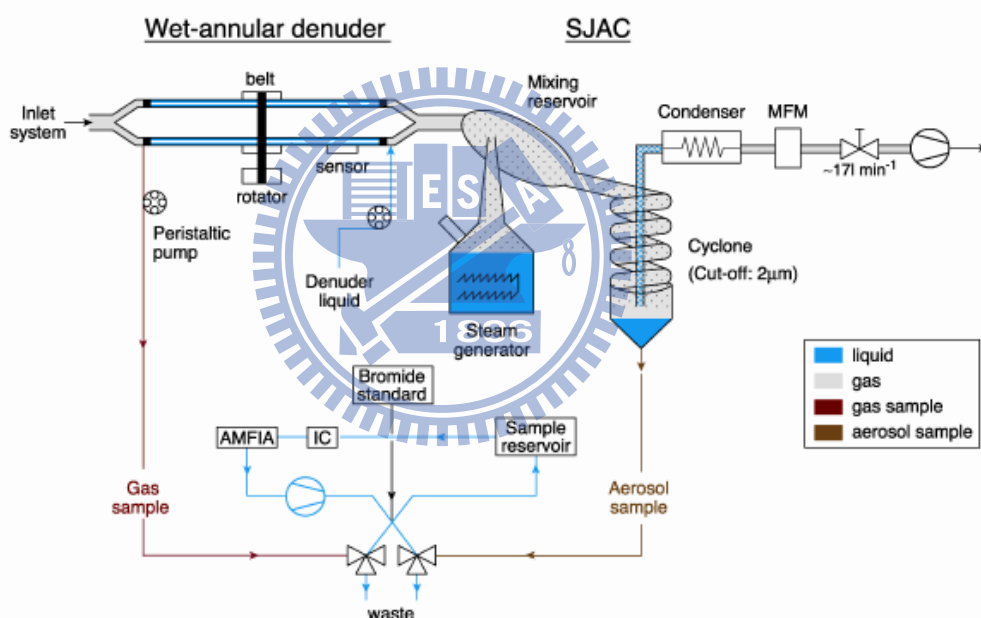 Wet-annular denuder
SJAC
belt
Inlet
system
sensor
rotator
Peristaltic
pump
Denuder
liquid
Mixing
reservoir
Steam
generator
Condenser
MFM
~17l min⁻¹
Cyclone
(Cut-off: 2μm)
liquid
gas
gas sample
aerosol sample
Bromide
standard
AMFIA
IC
Sample
reservoir
Gas
sample
Aerosol
sample
waste
ESA
1896